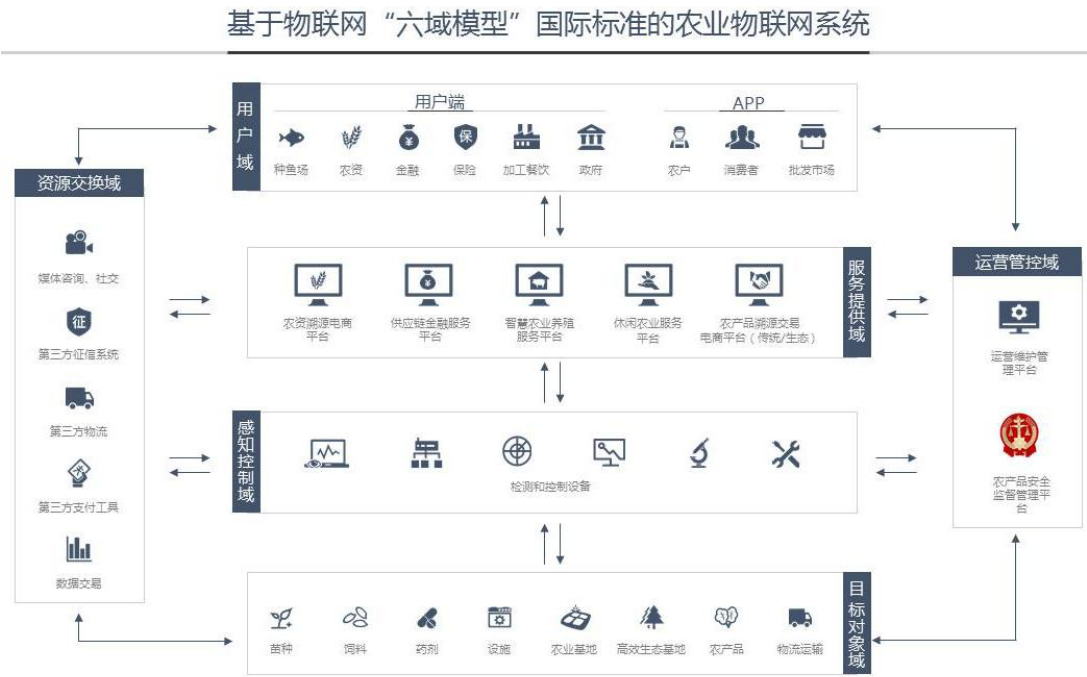 基于物联网“六域模型”国际标准的农业物联网系统
用户域
用户端
APP
种鱼场
农资
金融
保
保险
加工餐饮
政府
农户
消费者
批发市场
资源交换域
媒体咨询、社交
征
第三方征信系统
第三方物流
第三方支付工具
数据交易
服务提供域
农资溯源电商
平台
供应链金融服务
平台
智慧农业养殖
服务平台
休闲农业服务
平台
农产品溯源交易
电商平台（传统/生态）
运营管控域
运营维护管
理平台
农产品安全
监督管理平
台
感知控制域
检测和控制设备
目标对象域
苗种
饲料
药剂
设施
农业基地
高效生态基地
农产品
物流运输